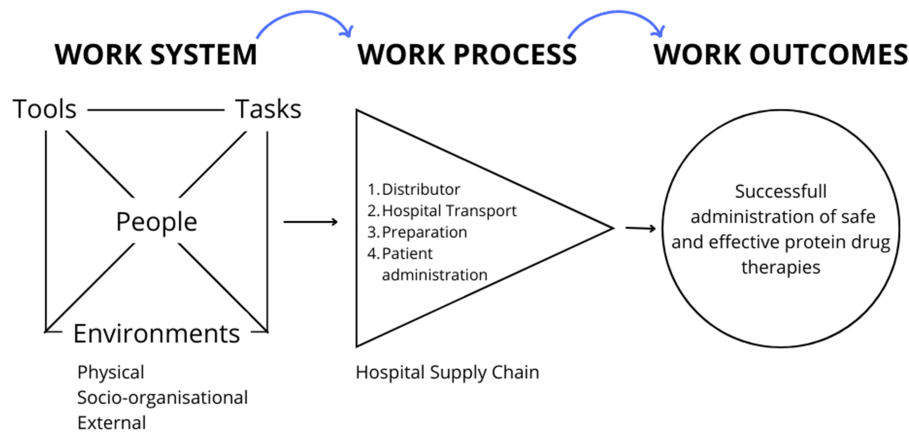 WORK SYSTEM
WORK PROCESS
WORK OUTCOMES
Tools
Tasks
People
Environments
Physical
Socio-organisational
External
1. Distributor
2. Hospital Transport
3. Preparation
4. Patient
administration
Hospital Supply Chain
Successfull
administration of safe
and effective protein drug
therapies